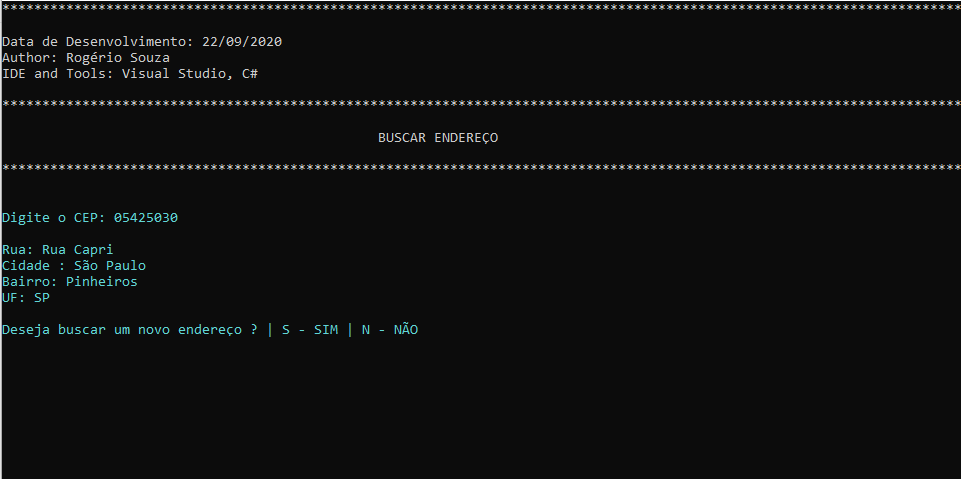 ************************************************************************************************************************
Data de Desenvolvimento: 22/09/2020
Author: Rogério Souza
IDE and Tools: Visual Studio, C#
************************************************************************************************************************
BUSCAR ENDEREÇO
************************************************************************************************************************
Digite o CEP: 05425030
Rua: Rua Capri
Cidade : São Paulo
Bairro: Pinheiros
UF: SP
Deseja buscar um novo endereço ? | S - SIM | N - NÃO